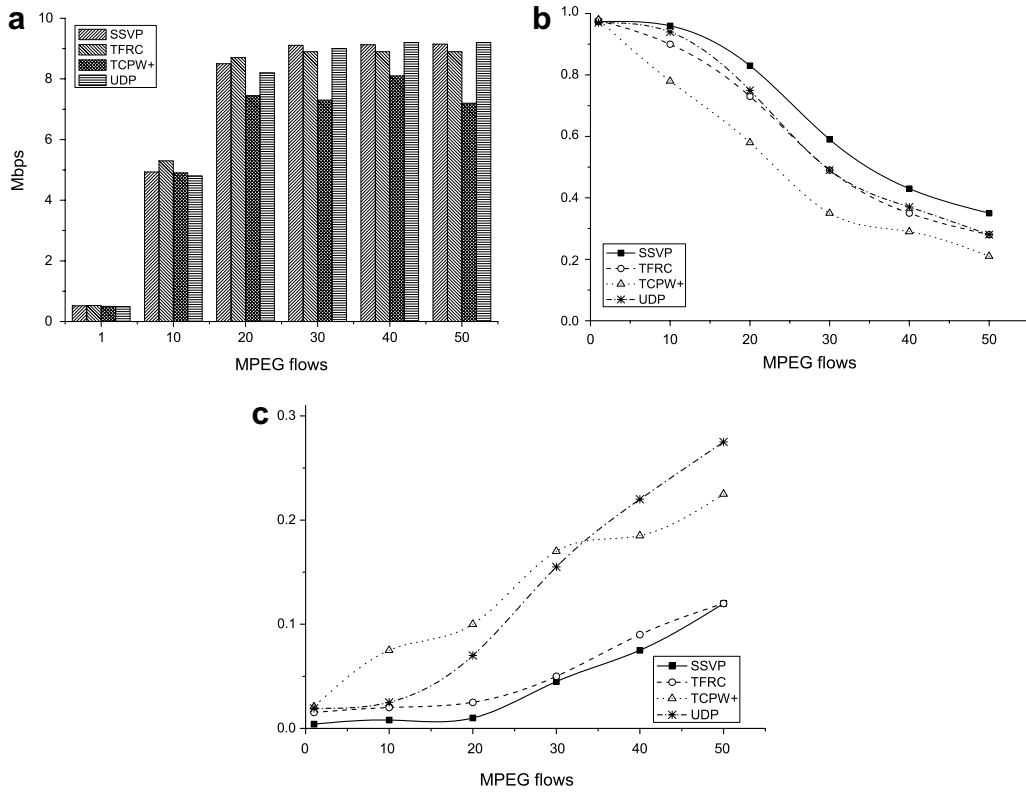 a
SSVP
TFRC
TCPW+
UDP
10
8
6
4
2
0
Mbps
1 10 20 30 40 50
MPEG flows
b
1.0
0.8
0.6
0.4
0.2
0.0
SSVP
TFRC
TCPW+
UDP
0 10 20 30 40 50
MPEG flows
c
0.3
0.2
0.1
0.0
SSVP
TFRC
TCPW+
UDP
0 10 20 30 40 50
MPEG flows